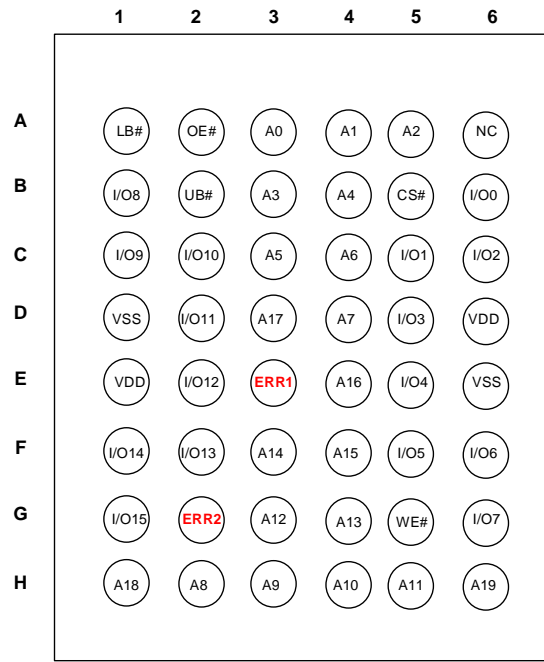 1 2 3 4 5 6
A LB# OE# A0 A1 A2 NC
B I/O8 UB# A3 A4 CS# I/O0
C I/O9 I/O10 A5 A6 I/O1 I/O2
D VSS I/O11 A17 A7 I/O3 VDD
E VDD I/O12 ERR1 A16 I/O4 VSS
F I/O14 I/O13 A14 A15 I/O5 I/O6
G I/O15 ERR2 A12 A13 WE# I/O7
H A18 A8 A9 A10 A11 A19